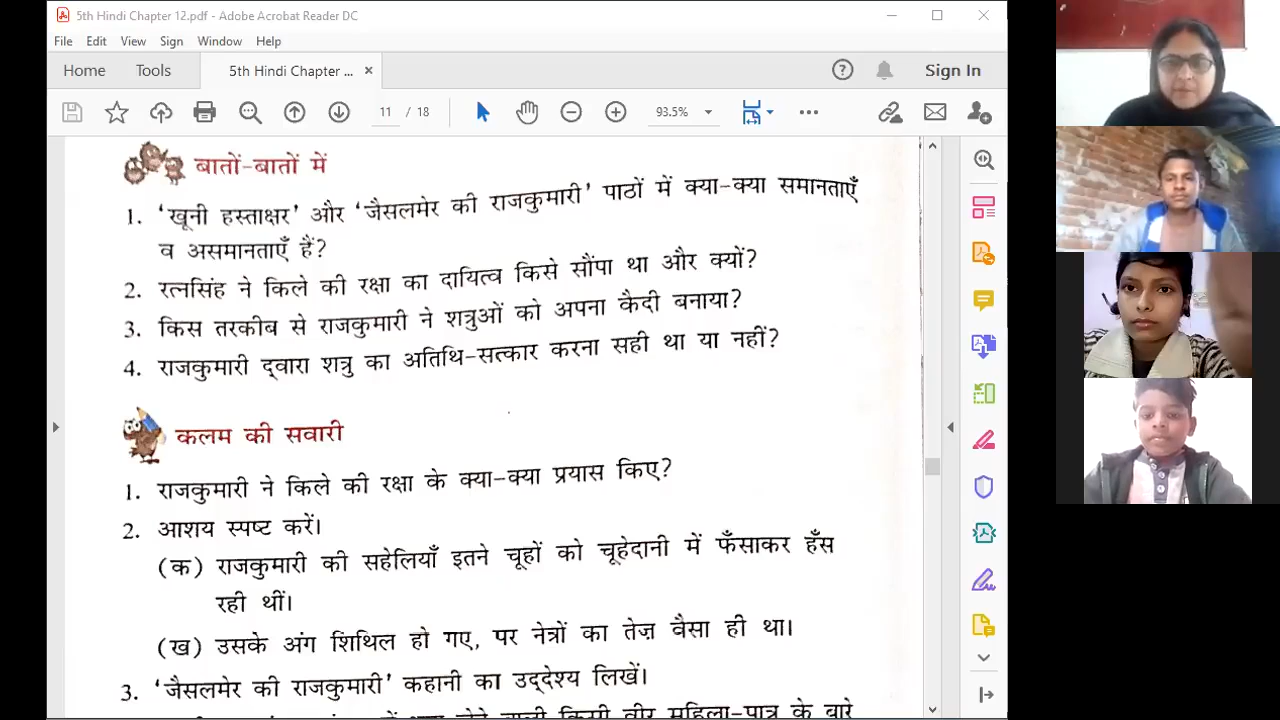 5th Hindi Chapter 12.pdf - Adobe Acrobat Reader DC
File Edit View Sign Window Help
Home Tools 5th Hindi Chapter ... × Sign In
11 / 18 93.5%
बातों-बातों में
1. 'खूनी हस्ताक्षर' और 'जैसलमेर की राजकुमारी' पाठों में क्या-क्या समानताएँ
व असमानताएँ हैं?
2. रत्नसिंह ने किले की रक्षा का दायित्व किसे सौंपा था और क्यों?
3. किस तरकीब से राजकुमारी ने शत्रुओं को अपना कैदी बनाया?
4. राजकुमारी द्वारा शत्रु का अतिथि-सत्कार करना सही था या नहीं?
कलम की सवारी
1. राजकुमारी ने किले की रक्षा के क्या-क्या प्रयास किए?
2. आशय स्पष्ट करें।
(क) राजकुमारी की सहेलियाँ इतने चूहों को चूहेदानी में फँसाकर हँस
रही थीं।
(ख) उसके अंग शिथिल हो गए, पर नेत्रों का तेज़ वैसा ही था।
3. 'जैसलमेर की राजकुमारी' कहानी का उद्देश्य लिखें।
वीर महिला-पात्र के बारे